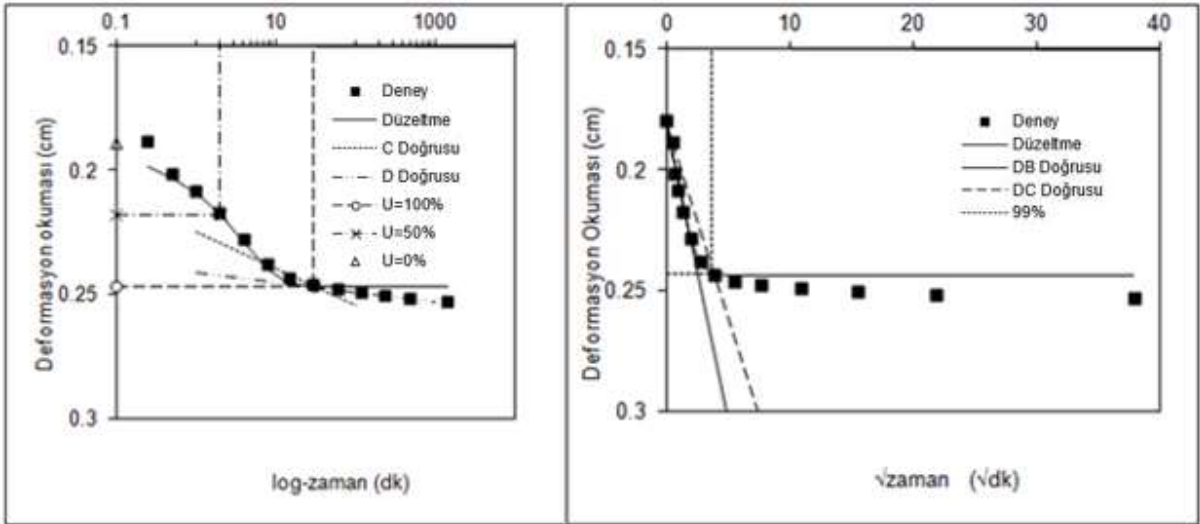 0.1 10 1000
0.15
0.2
0.25
0.3
Deformasyon okuması (cm)
Deney
Düzeltme
C Doğrusu
D Doğrusu
U=100%
U=50%
U=0%
log-zaman (dk)
0 10 20 30 40
0.15
0.2
0.25
0.3
Deformasyon Okuması (cm)
Deney
Düzeltme
DB Doğrusu
DC Doğrusu
99%
√zaman (√dk)